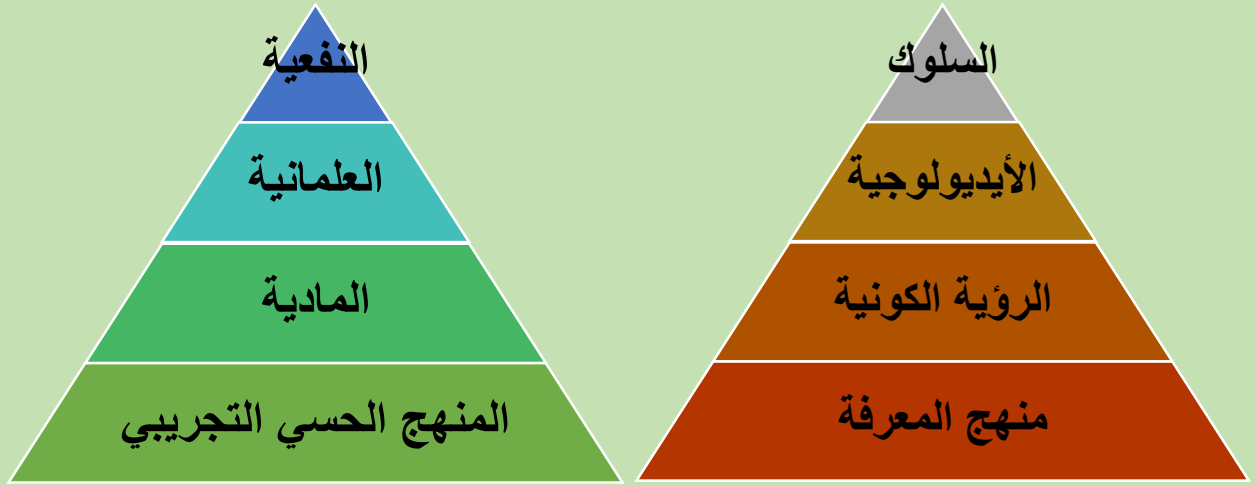 السلوك
الأيديولوجية
الرؤية الكونية
منهج المعرفة
النفعية
العلمانية
المادية
المنهج الحسي التجريبي